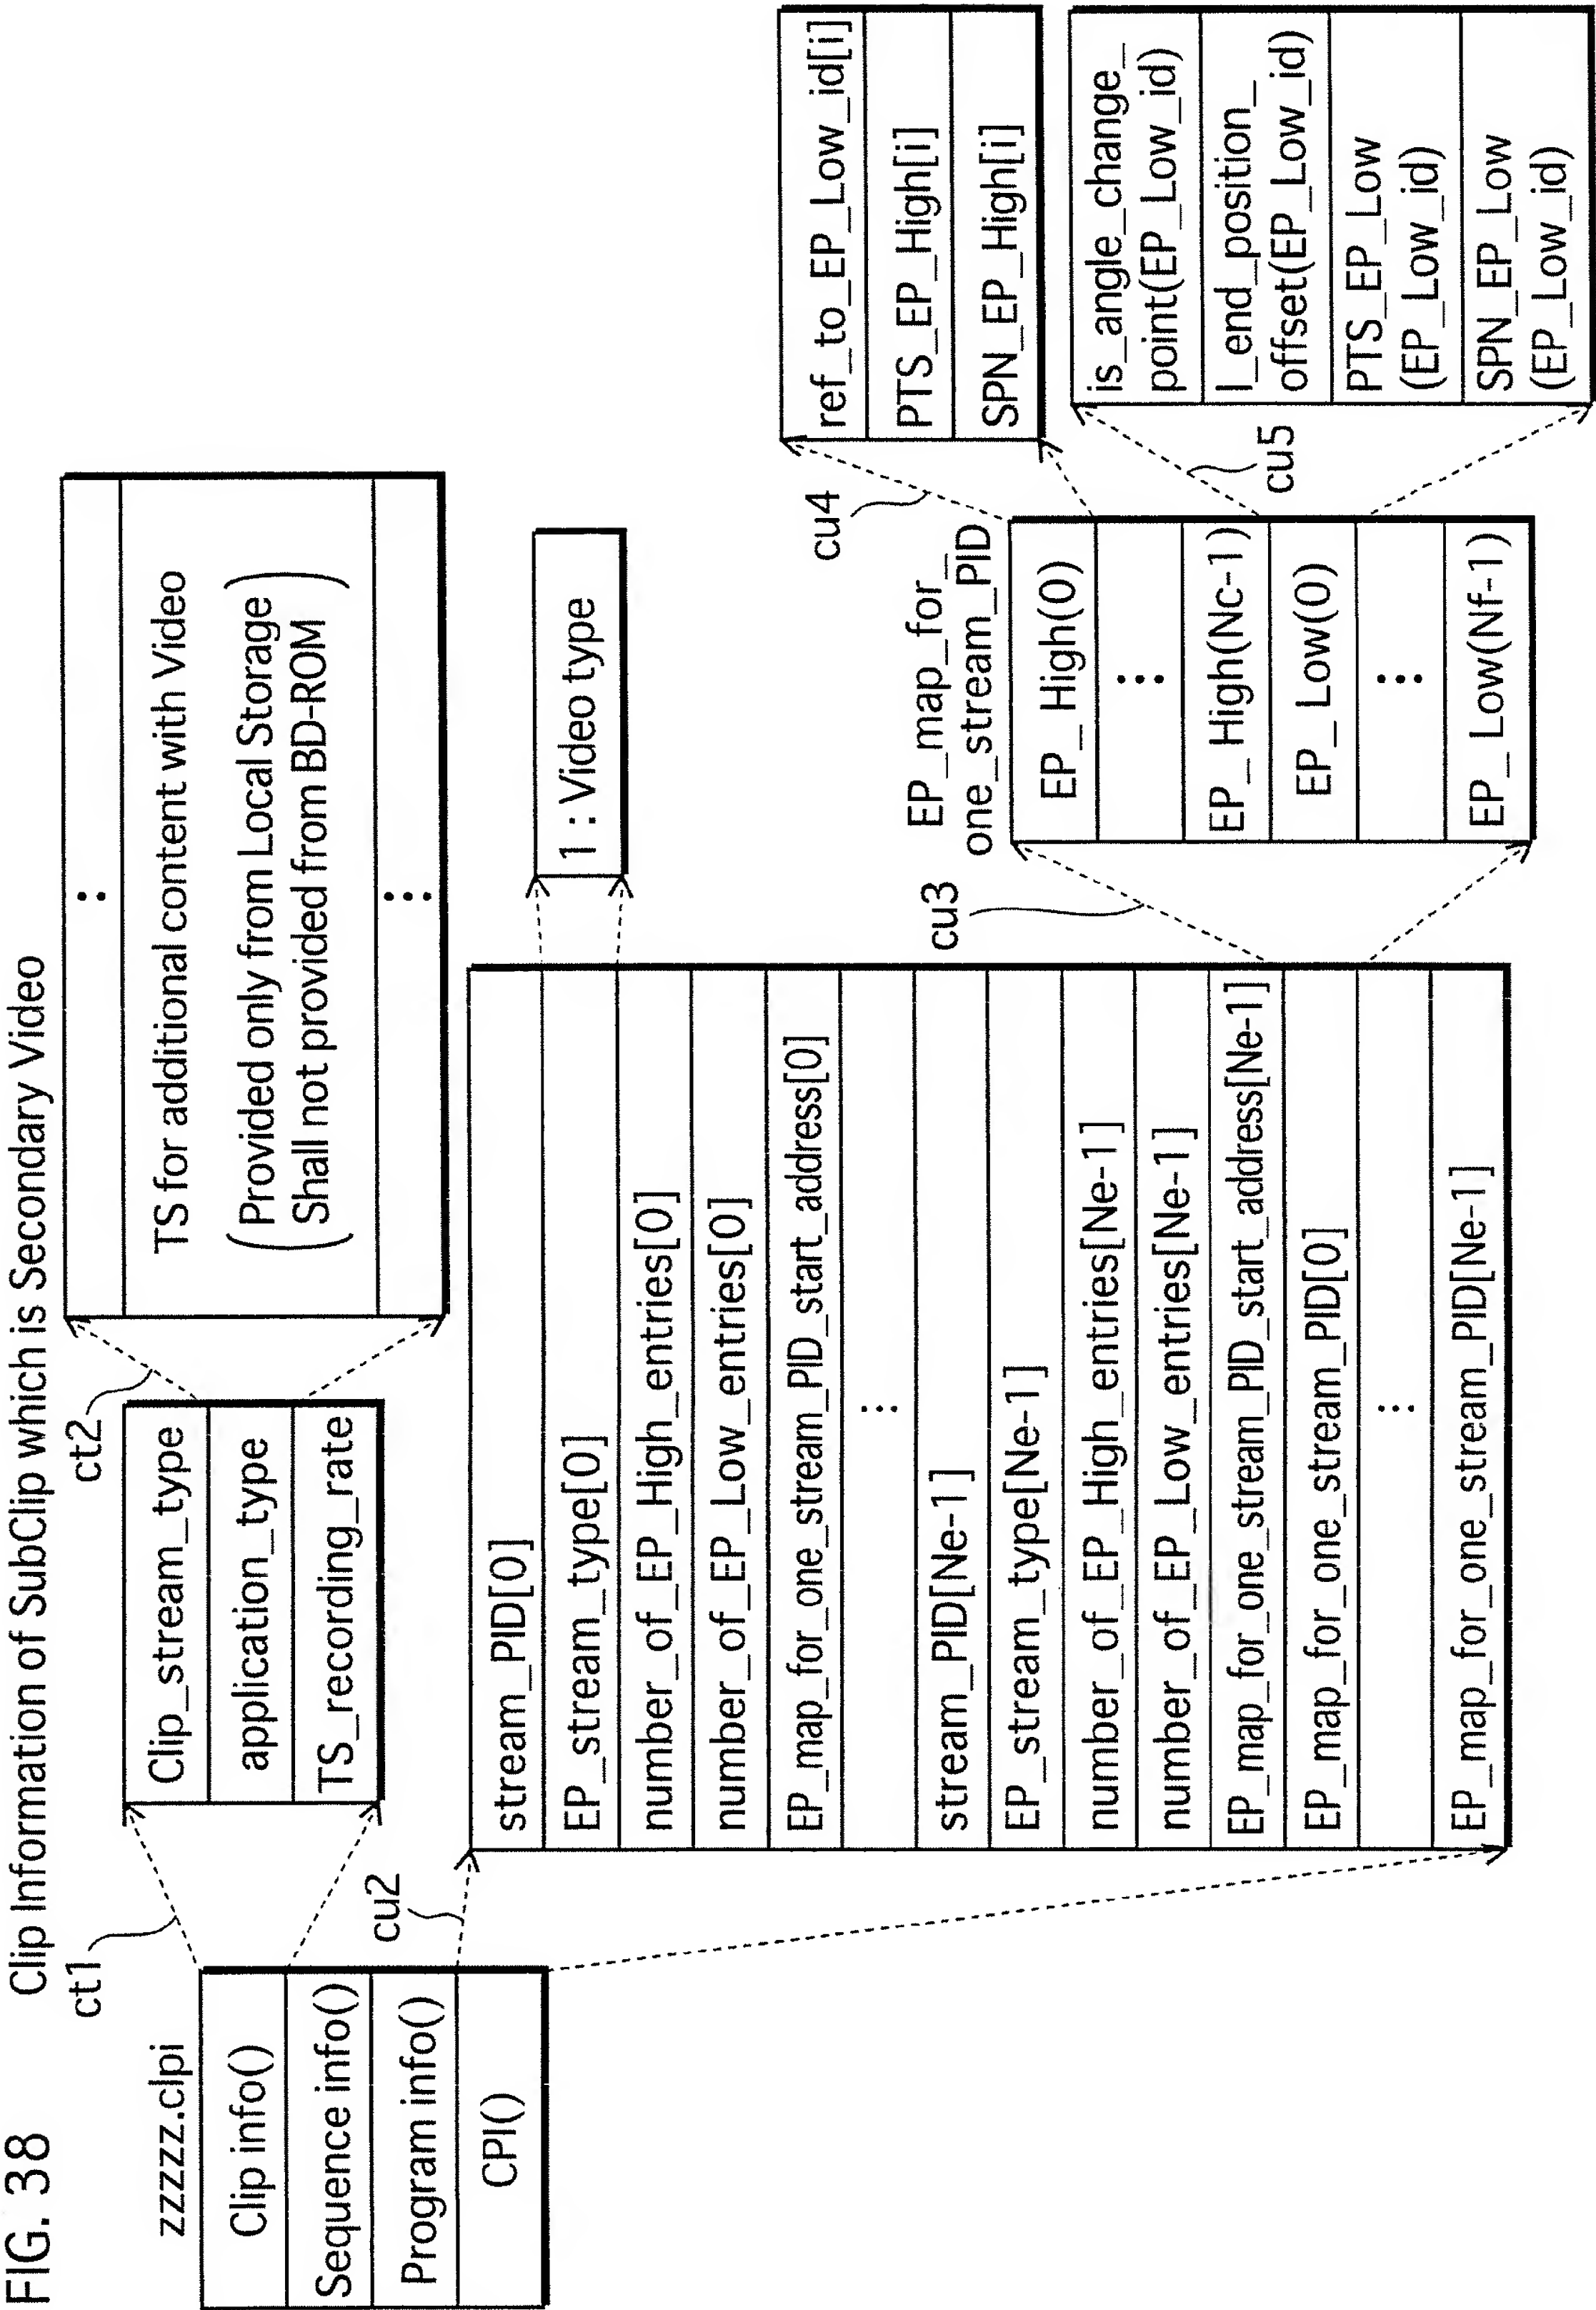 FIG. 38
Clip Information of SubClip which is Secondary Video
zzzzz.clpi
Clip info()
Sequence info()
Program info()
CPI()
ct1
Clip_stream_type
application_type
TS_recording_rate
ct2
⋮
TS for additional content with Video
(Provided only from Local Storage
Shall not provided from BD-ROM)
⋮
cu2
stream_PID[0]
EP_stream_type[0]
number_of_EP_High_entries[0]
number_of_EP_Low_entries[0]
EP_map_for_one_stream_PID_start_address[0]
⋮
stream_PID[Ne-1]
EP_stream_type[Ne-1]
number_of_EP_High_entries[Ne-1]
number_of_EP_Low_entries[Ne-1]
EP_map_for_one_stream_PID_start_address[Ne-1]
EP_map_for_one_stream_PID[0]
⋮
EP_map_for_one_stream_PID[Ne-1]
1 : Video type
cu3
EP_map_for_
one_stream_PID
EP_High(0)
⋮
EP_High(Nc-1)
EP_Low(0)
⋮
EP_Low(Nf-1)
cu4
ref_to_EP_Low_id[i]
PTS_EP_High[i]
SPN_EP_High[i]
cu5
is_angle_change_
point(EP_Low_id)
I_end_position_
offset(EP_Low_id)
PTS_EP_Low
(EP_Low_id)
SPN_EP_Low
(EP_Low_id)